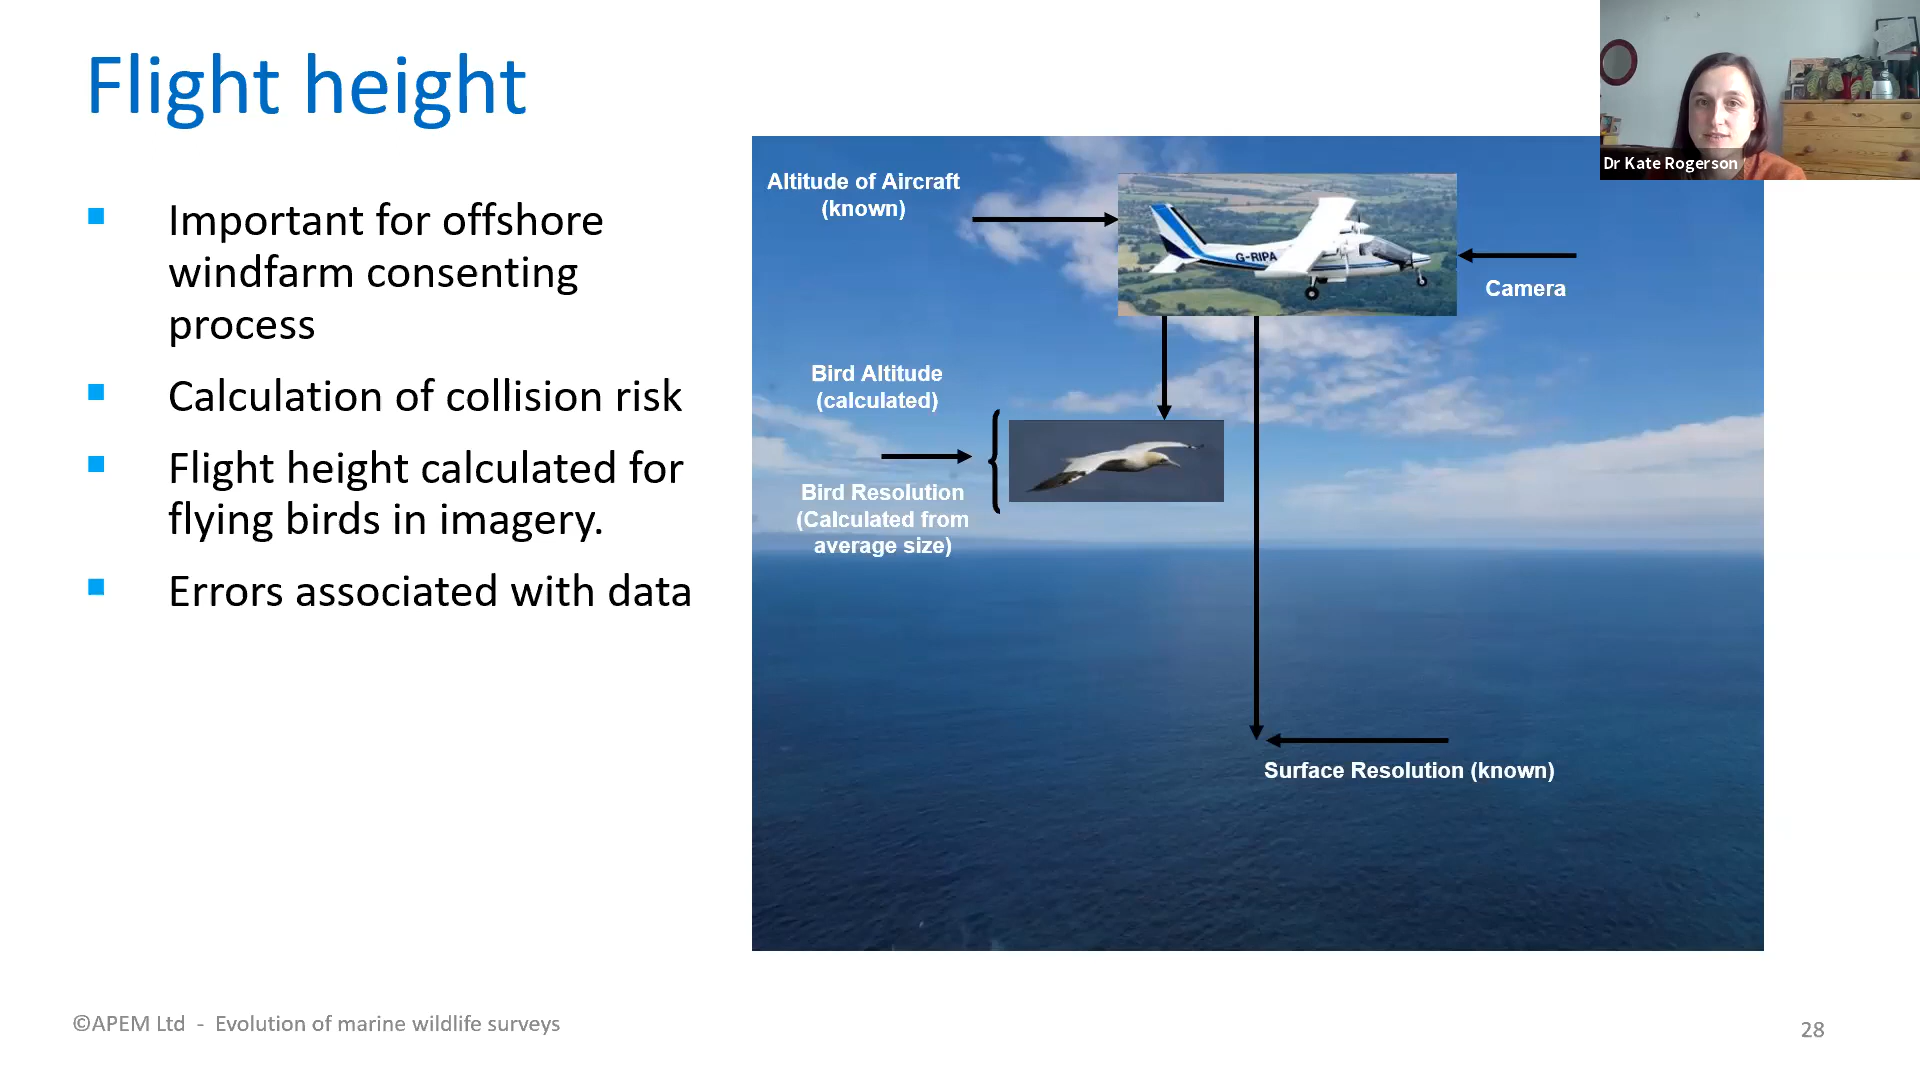 Flight height
Important for offshore
windfarm consenting
process
Calculation of collision risk
Flight height calculated for
flying birds in imagery.
Errors associated with data
Altitude of Aircraft
(known)
G-RIPA
Camera
Bird Altitude
(calculated)
Bird Resolution
(Calculated from
average size)
Surface Resolution (known)
Dr Kate Rogerson
©APEM Ltd - Evolution of marine wildlife surveys
28